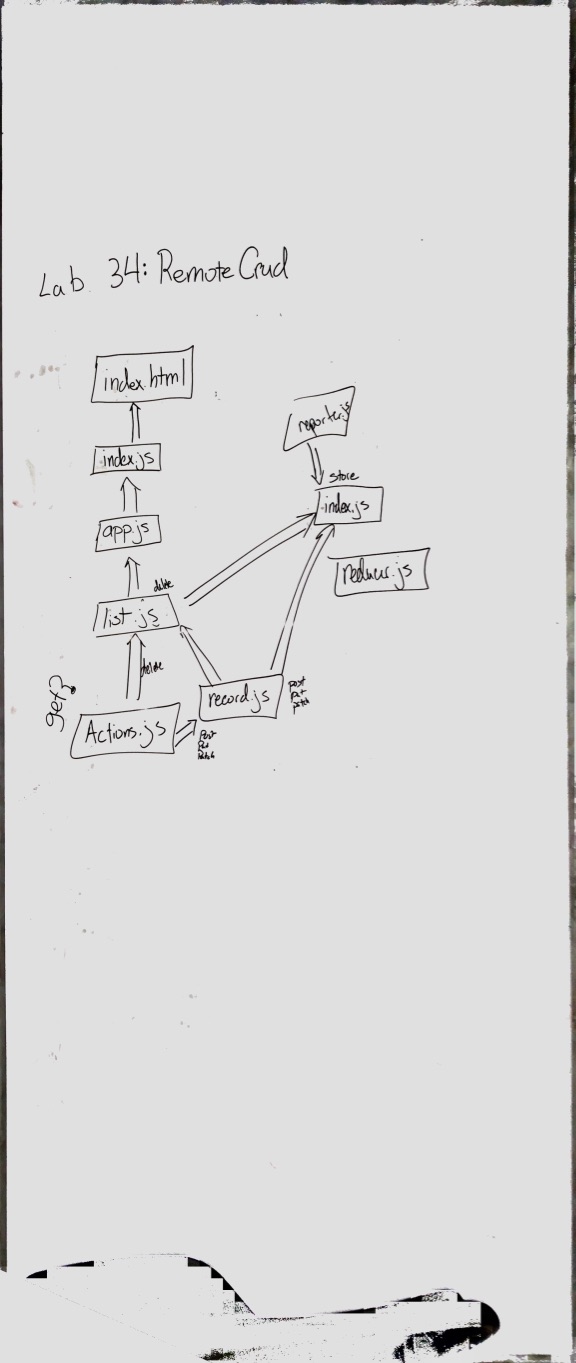 Lab 34: Remote Crud
index.html
reporter.js
index.js
store
index.js
app.js
reducer.js
delete
list.js
delete
get?
record.js
post
put
patch
Actions.js
Post
Put
Patch